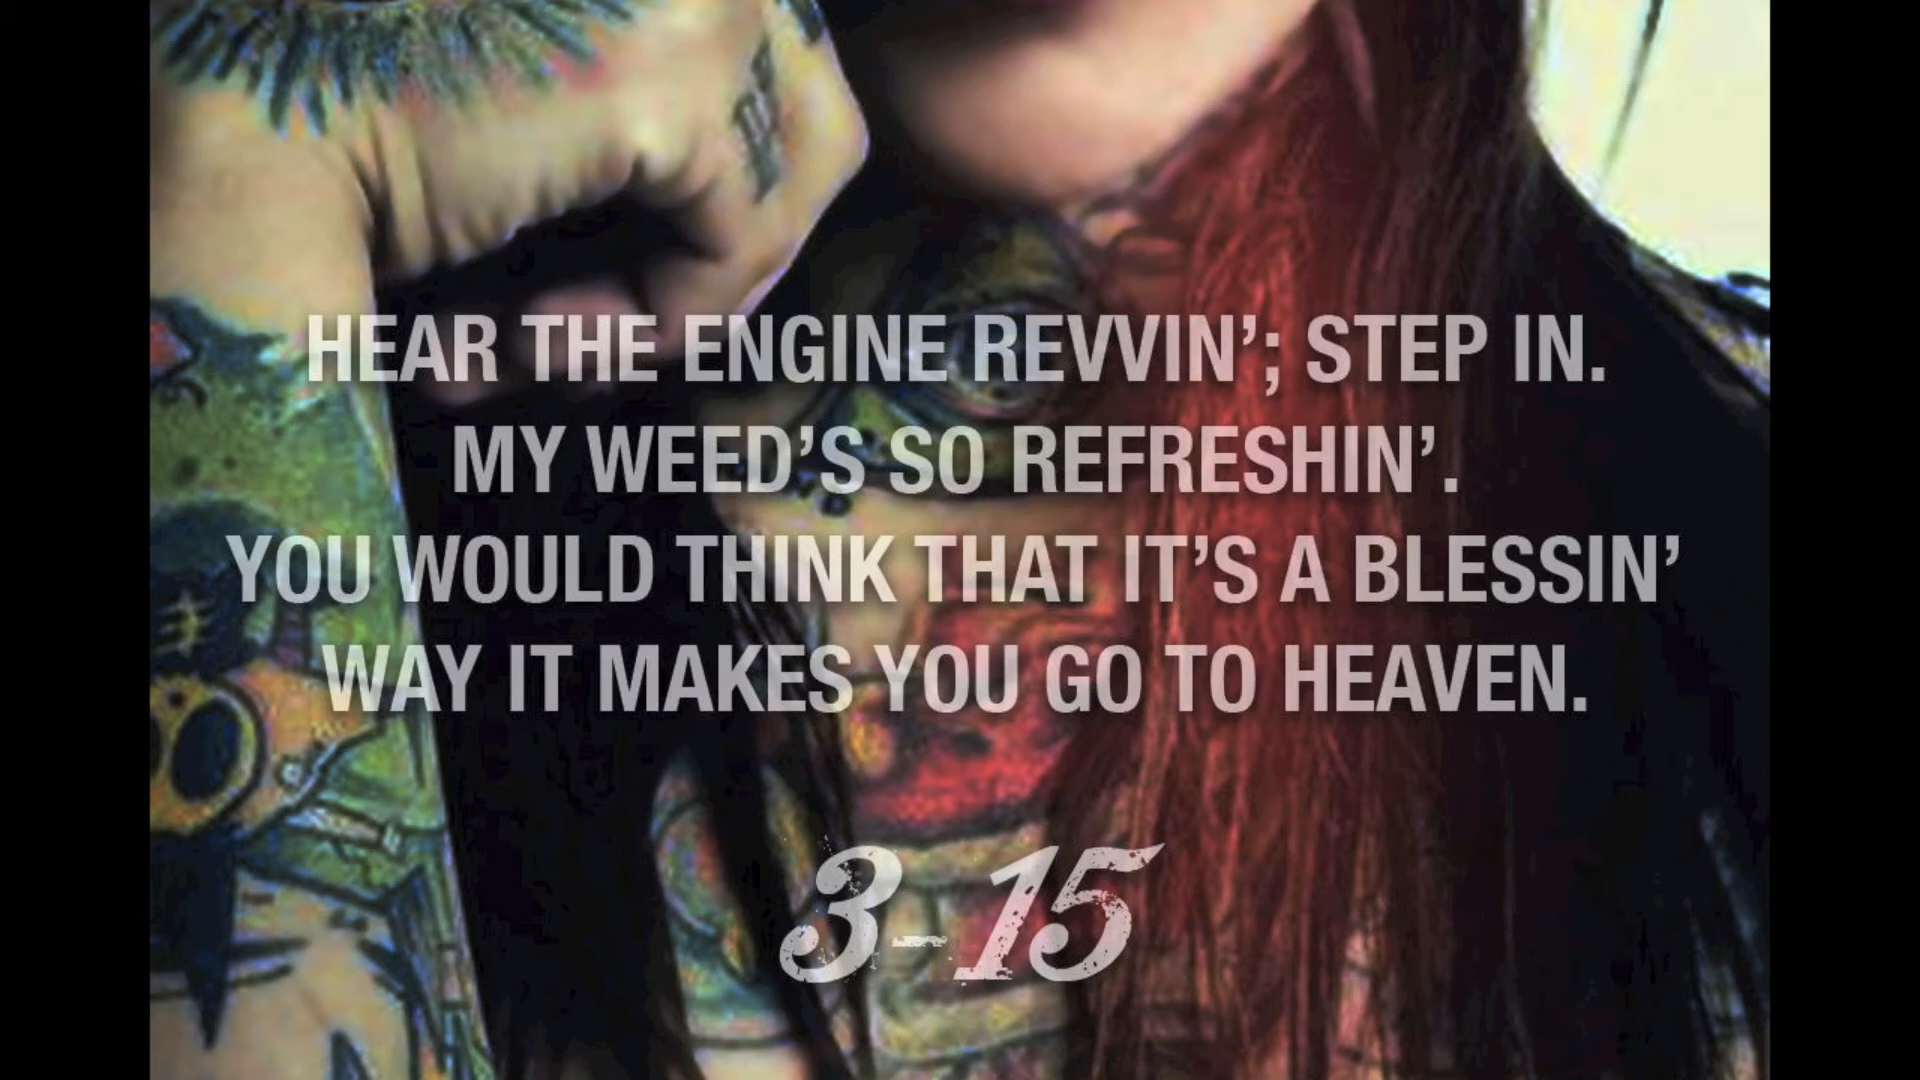 HEAR THE ENGINE REVVIN’; STEP IN.
MY WEED’S SO REFRESHIN’.
YOU WOULD THINK THAT IT’S A BLESSIN’
WAY IT MAKES YOU GO TO HEAVEN.
3-15